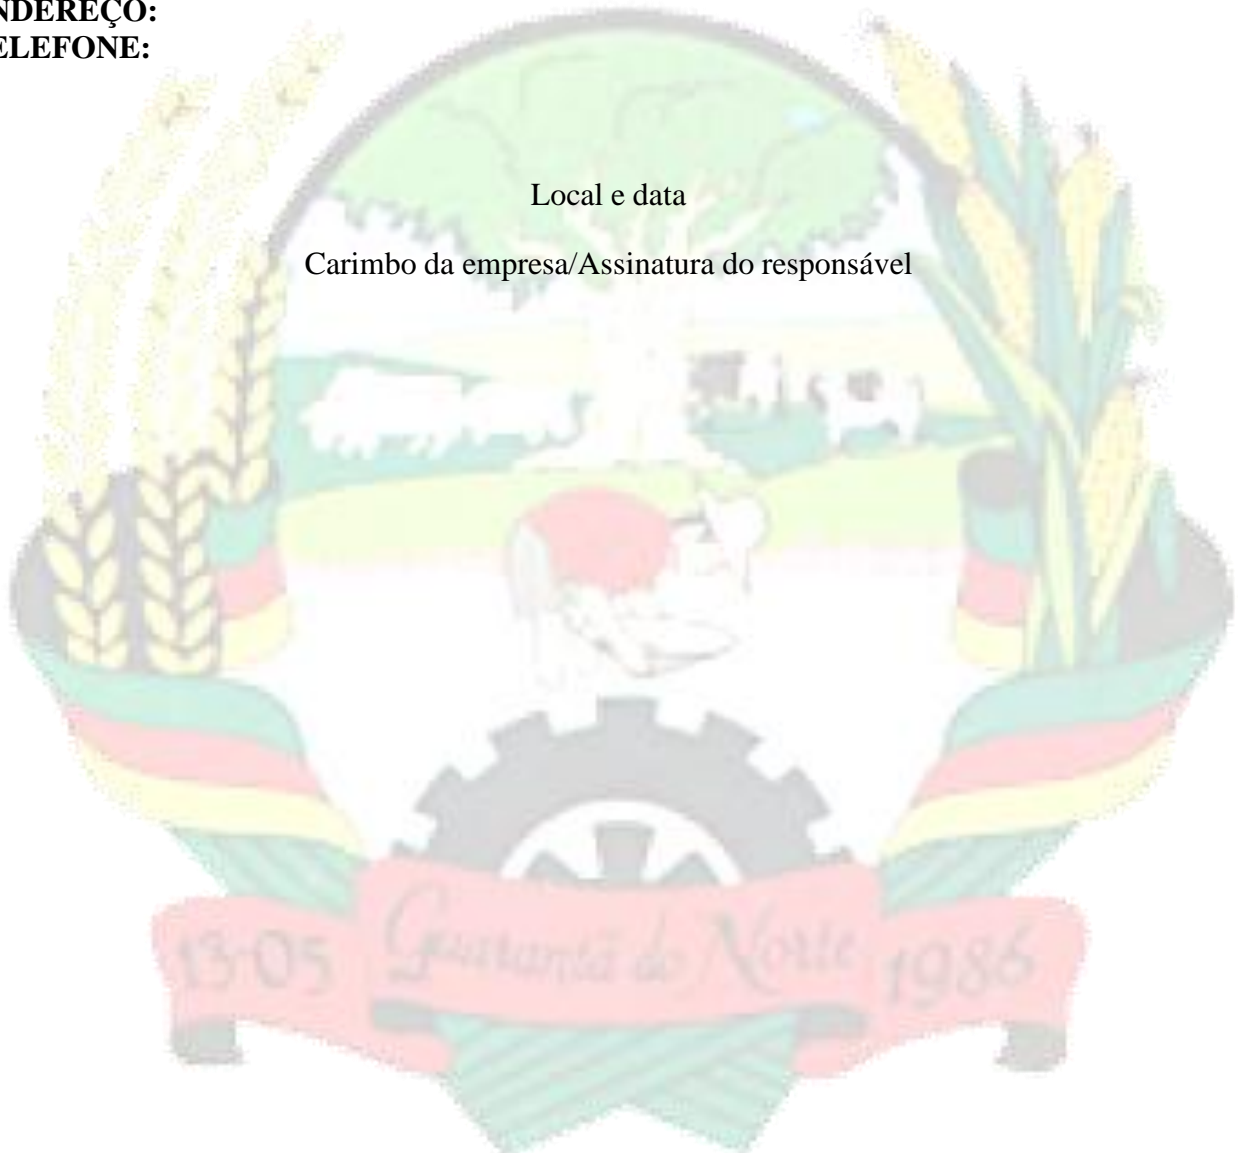 NDEREÇO:
ELEFONE:
Local e data
Carimbo da empresa/Assinatura do responsável
13-05 Guarantã do Norte 1986